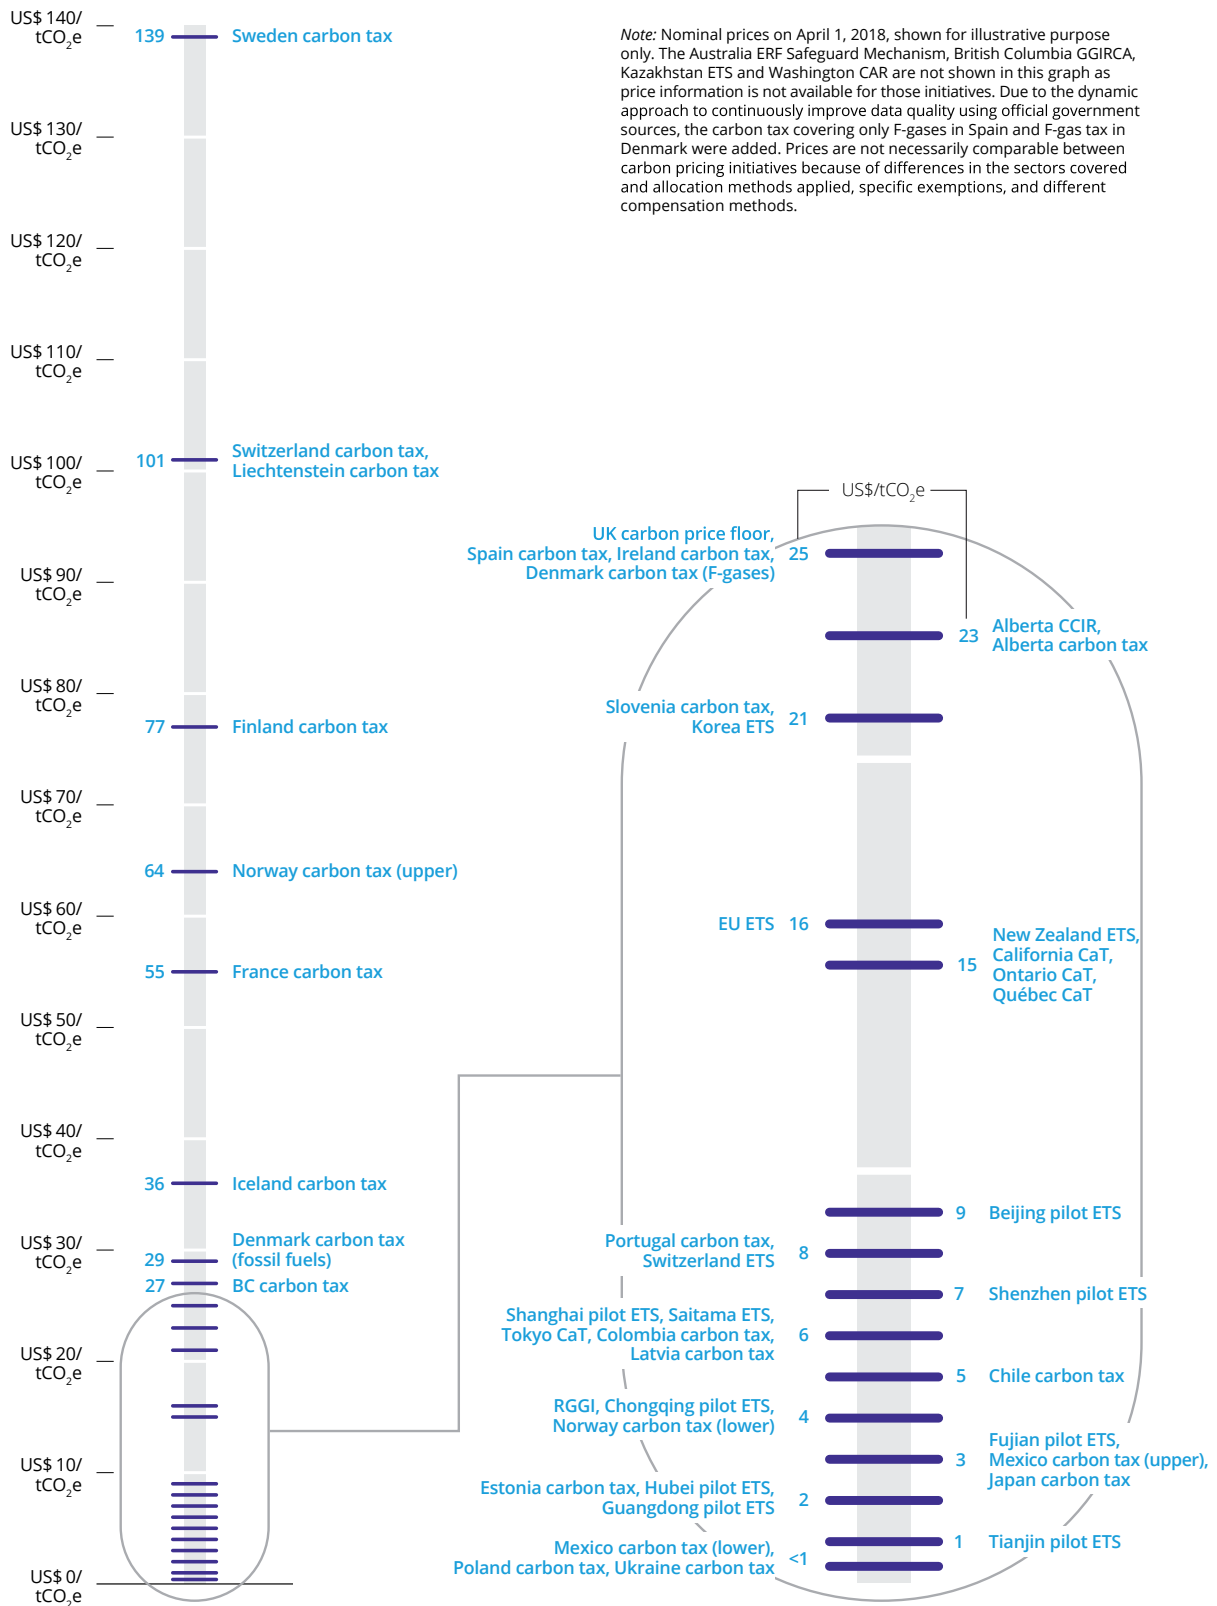 US$ 140/
tCO2e
139 Sweden carbon tax
Note: Nominal prices on April 1, 2018, shown for illustrative purpose
only. The Australia ERF Safeguard Mechanism, British Columbia GGIRCA,
Kazakhstan ETS and Washington CAR are not shown in this graph as
price information is not available for those initiatives. Due to the dynamic
approach to continuously improve data quality using official government
sources, the carbon tax covering only F-gases in Spain and F-gas tax in
Denmark were added. Prices are not necessarily comparable between
carbon pricing initiatives because of differences in the sectors covered
and allocation methods applied, specific exemptions, and different
compensation methods.
US$ 130/
tCO2e
US$ 120/
tCO2e
US$ 110/
tCO2e
US$ 100/
tCO2e
101 Switzerland carbon tax,
Liechtenstein carbon tax
US$ 90/
tCO2e
US$ 80/
tCO2e
77 Finland carbon tax
US$ 70/
tCO2e
64 Norway carbon tax (upper)
US$ 60/
tCO2e
55 France carbon tax
US$ 50/
tCO2e
US$ 40/
tCO2e
36 Iceland carbon tax
US$ 30/
tCO2e
Denmark carbon tax
29 (fossil fuels)
27 BC carbon tax
US$ 20/
tCO2e
US$ 10/
tCO2e
US$ 0/
tCO2e
US$/tCO2e
UK carbon price floor,
Spain carbon tax, Ireland carbon tax, 25
Denmark carbon tax (F-gases)
23 Alberta CCIR,
Alberta carbon tax
Slovenia carbon tax,
Korea ETS 21
EU ETS 16
15 New Zealand ETS,
California CaT,
Ontario CaT,
Québec CaT
9 Beijing pilot ETS
Portugal carbon tax,
Switzerland ETS 8
7 Shenzhen pilot ETS
Shanghai pilot ETS, Saitama ETS,
Tokyo CaT, Colombia carbon tax, 6
Latvia carbon tax
5 Chile carbon tax
RGGI, Chongqing pilot ETS,
Norway carbon tax (lower) 4
3 Fujian pilot ETS,
Mexico carbon tax (upper),
Japan carbon tax
Estonia carbon tax, Hubei pilot ETS,
Guangdong pilot ETS 2
1 Tianjin pilot ETS
Mexico carbon tax (lower),
Poland carbon tax, Ukraine carbon tax <1